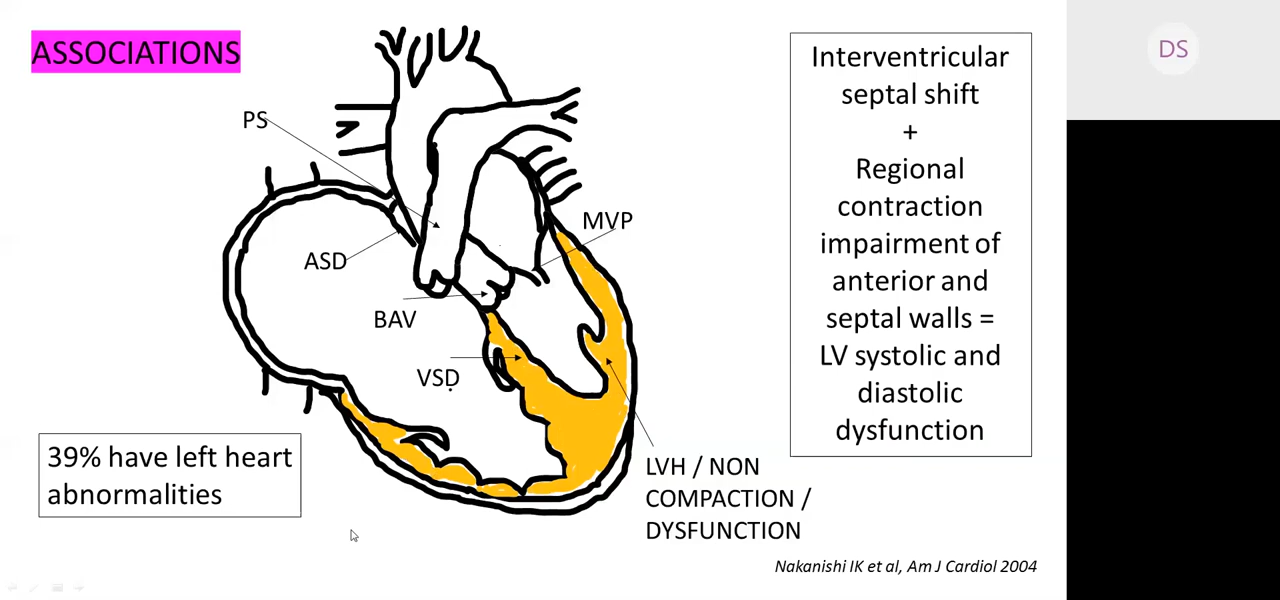 ASSOCIATIONS
PS
ASD
BAV
VSD
MVP
LVH / NON
COMPACTION /
DYSFUNCTION
39% have left heart
abnormalities
Interventricular
septal shift
+
Regional
contraction
impairment of
anterior and
septal walls =
LV systolic and
diastolic
dysfunction
Nakanishi IK et al, Am J Cardiol 2004
DS